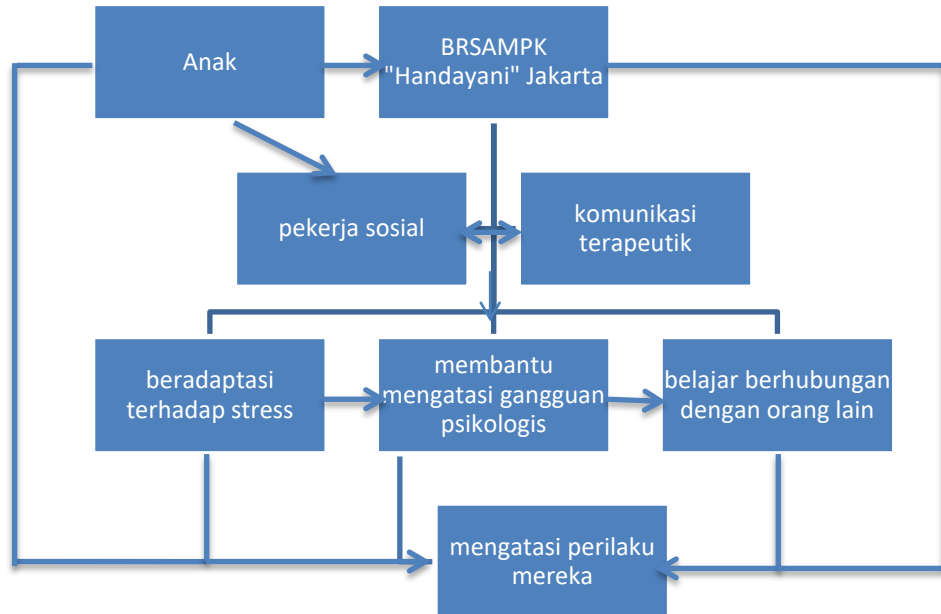 Anak
BRSAMPK
"Handayani" Jakarta
pekerja sosial
komunikasi
terapeutik
beradaptasi
terhadap stress
membantu
mengatasi gangguan
psikologis
belajar berhubungan
dengan orang lain
mengatasi perilaku
mereka